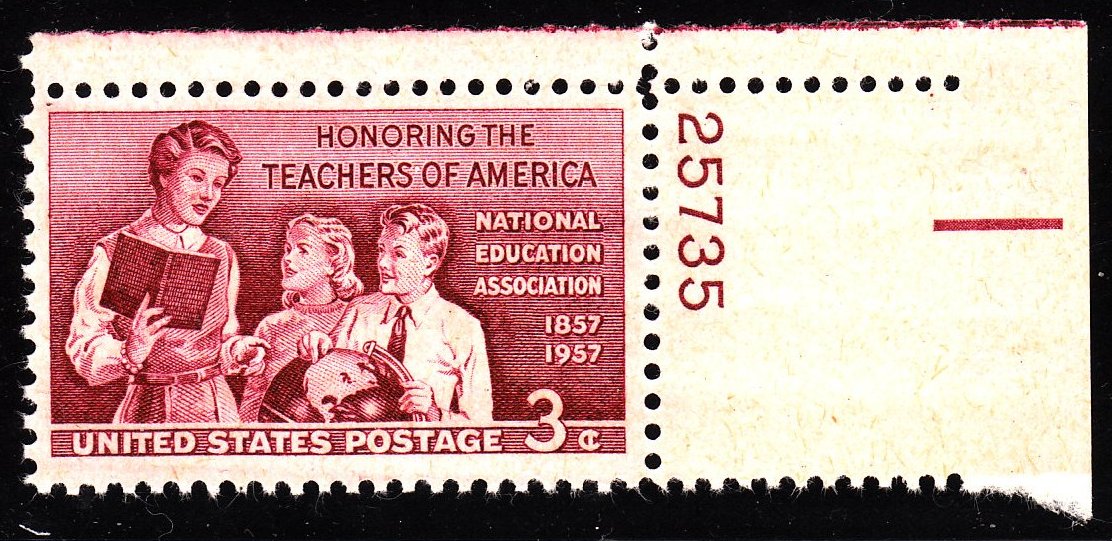 HONORING THE
TEACHERS OF AMERICA
NATIONAL
EDUCATION
ASSOCIATION
1857
1957
UNITED STATES POSTAGE 3¢
25735